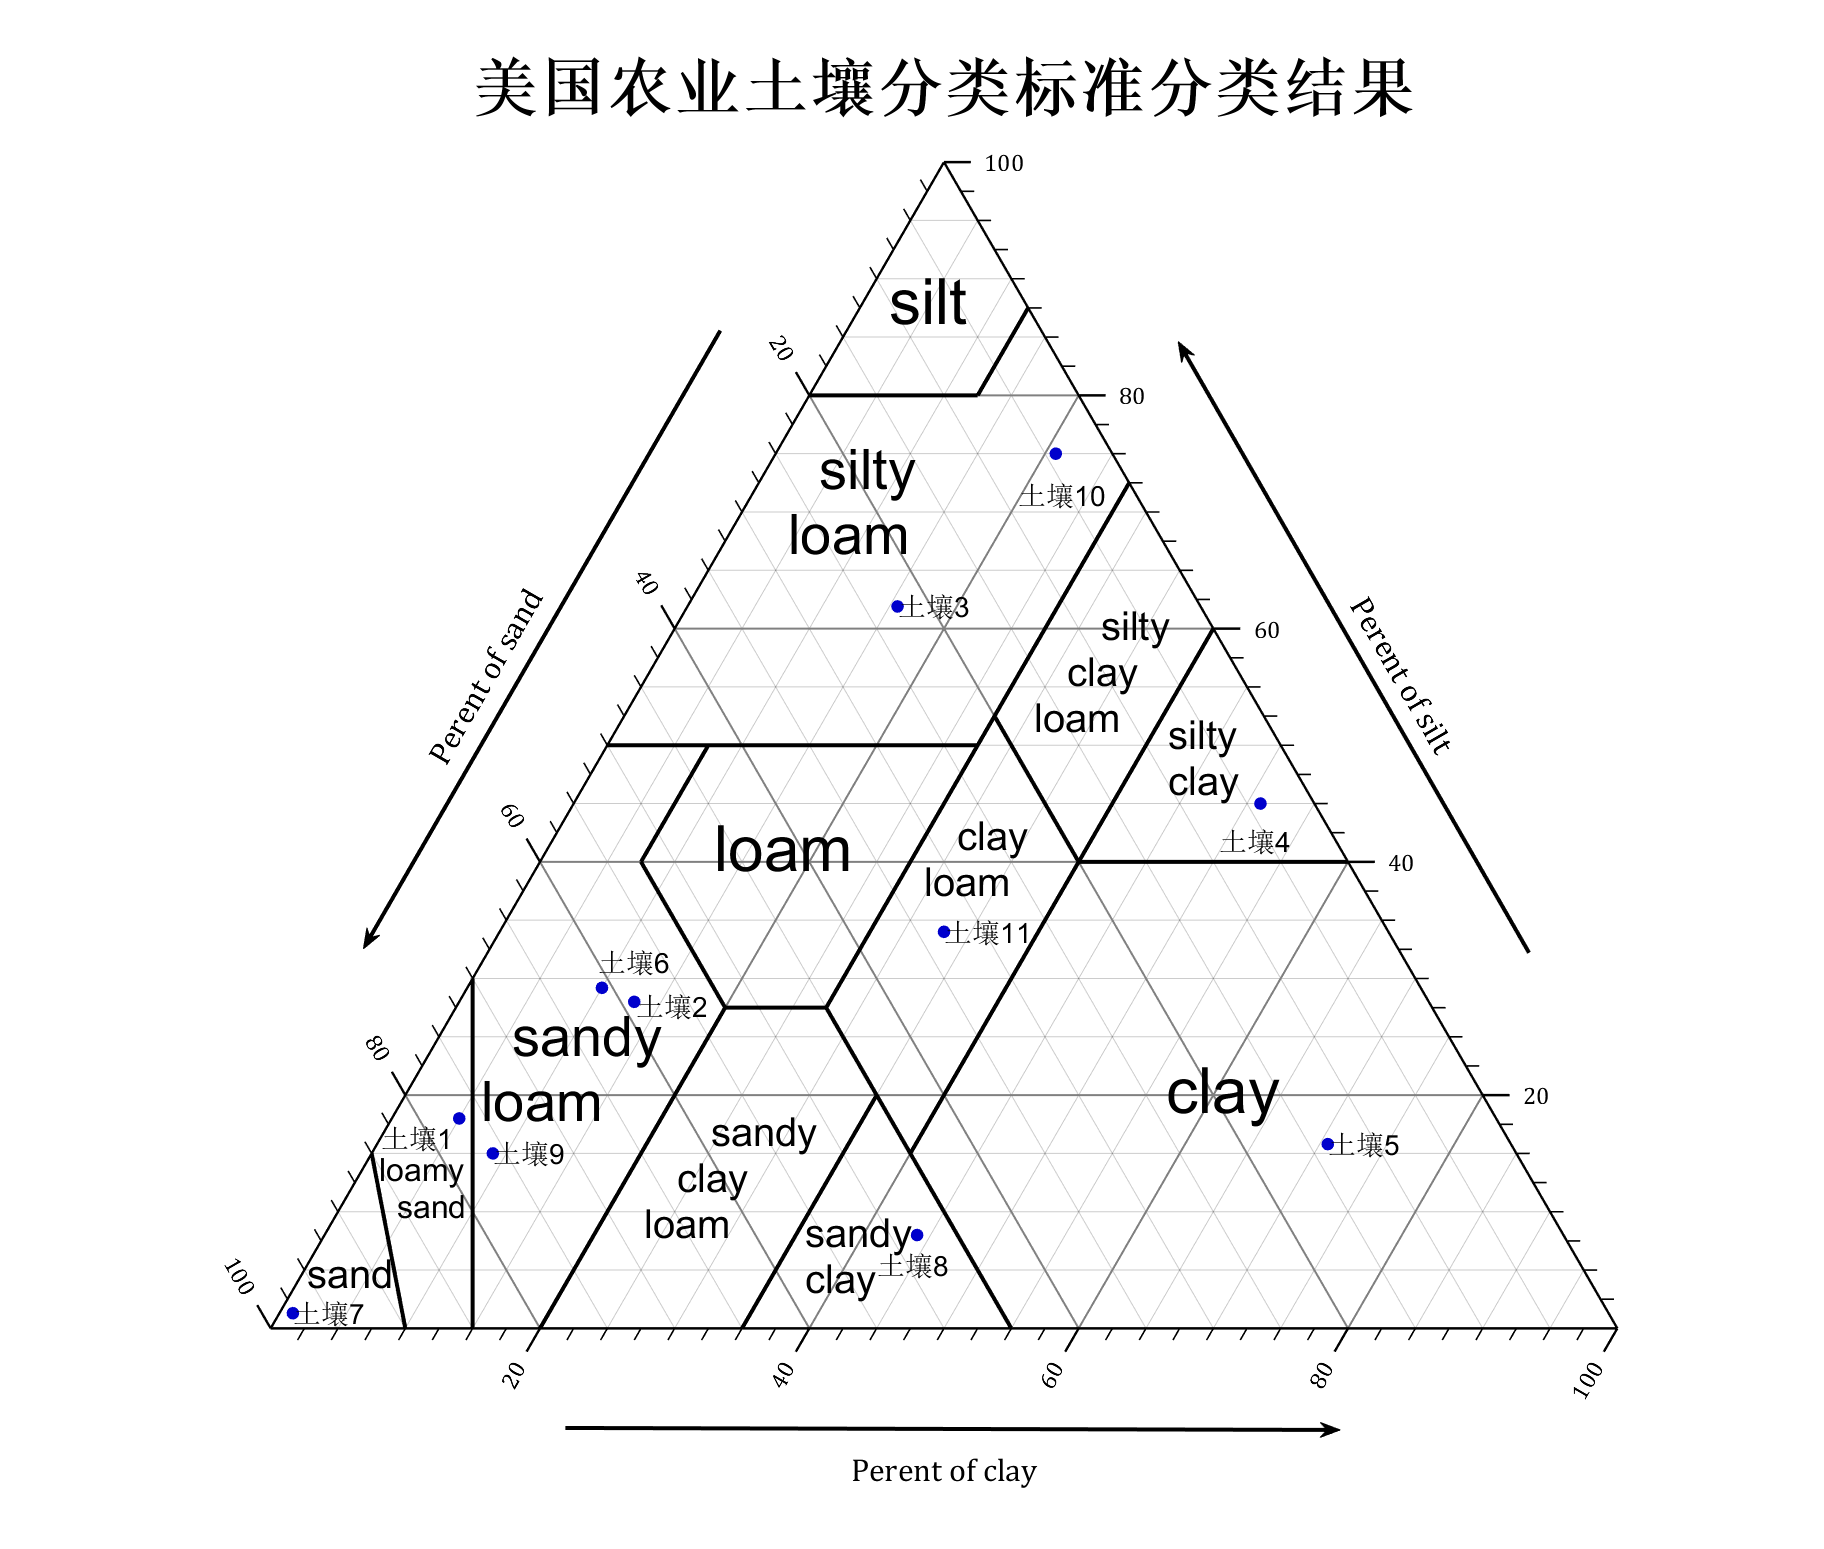 美国农业土壤分类标准分类结果
100
silt
20
80
silty
loam
土壤10
40
土壤3
60
silty
clay
loam
Perent of sand
Perent of silt
silty
clay
土壤4
60
loam
clay
loam
40
土壤11
土壤6
土壤2
sandy
loam
80
clay
20
土壤1
土壤9
sandy
clay
loam
土壤5
loamy
sand
sandy
clay
土壤8
100
sand
土壤7
20
40
60
80
100
Perent of clay